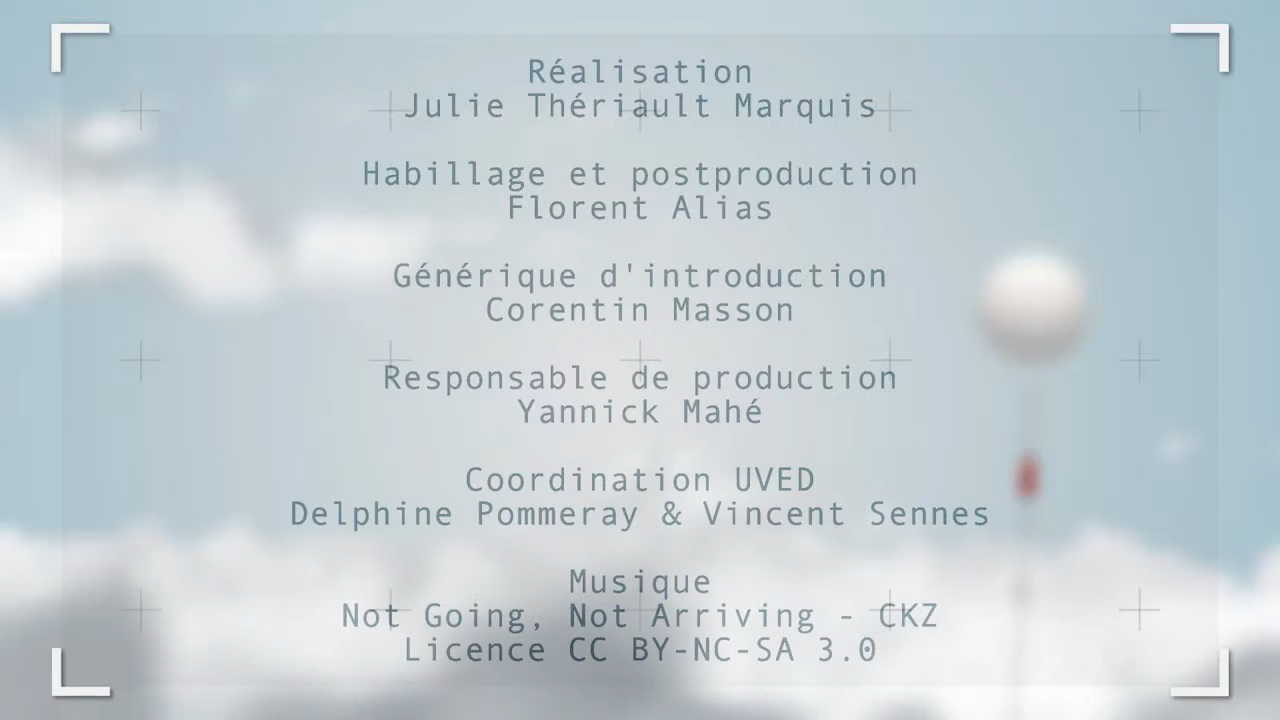 Réalisation
Julie Thériault Marquis
Habillage et postproduction
Florent Alias
Générique d'introduction
Corentin Masson
Responsable de production
Yannick Mahé
Coordination UVED
Delphine Pommeray & Vincent Sennes
Musique
Not Going, Not Arriving - CKZ
Licence CC BY-NC-SA 3.0